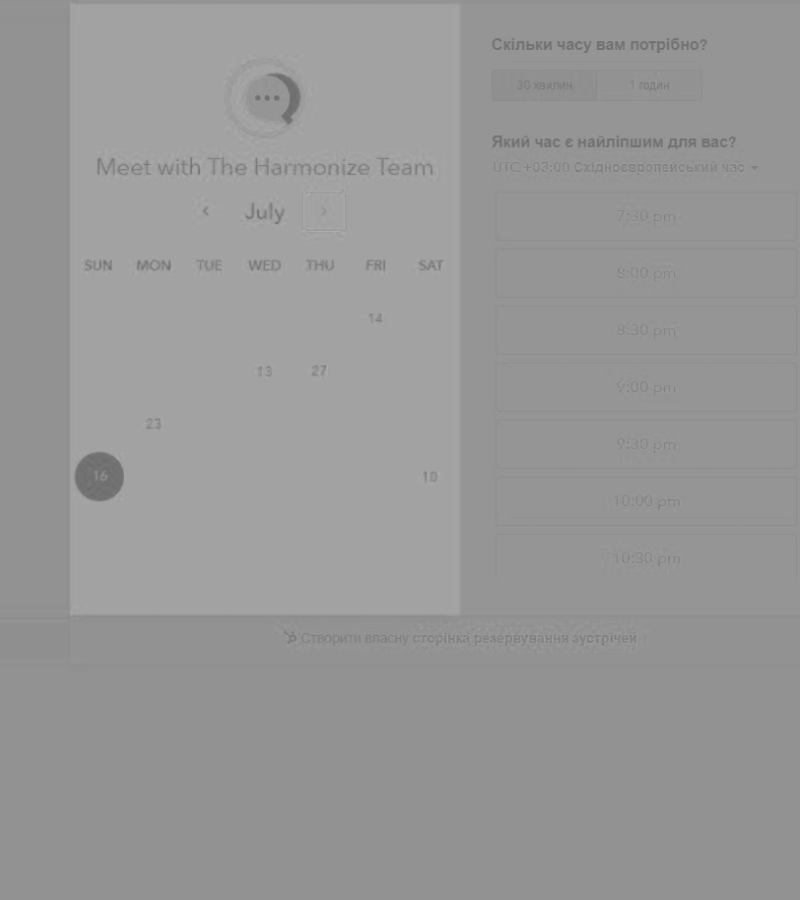 Meet with The Harmonize Team
July
SUN MON TUE WED THU FRI SAT
14
13 27
23
16 10
Скільки часу вам потрібно?
30 хвилин 1 годин
Який час є найліпшим для вас?
UTC +03:00 Східноєвропейський час
7:30 pm
8:00 pm
8:30 pm
9:00 pm
9:30 pm
10:00 pm
10:30 pm
Створити власну сторінка резервування зустрічей